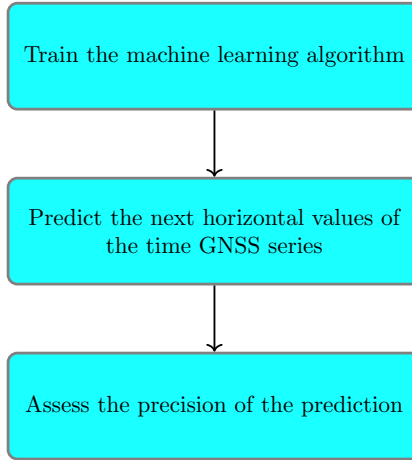 Train the machine learning algorithm
Predict the next horizontal values of
the time GNSS series
Assess the precision of the prediction